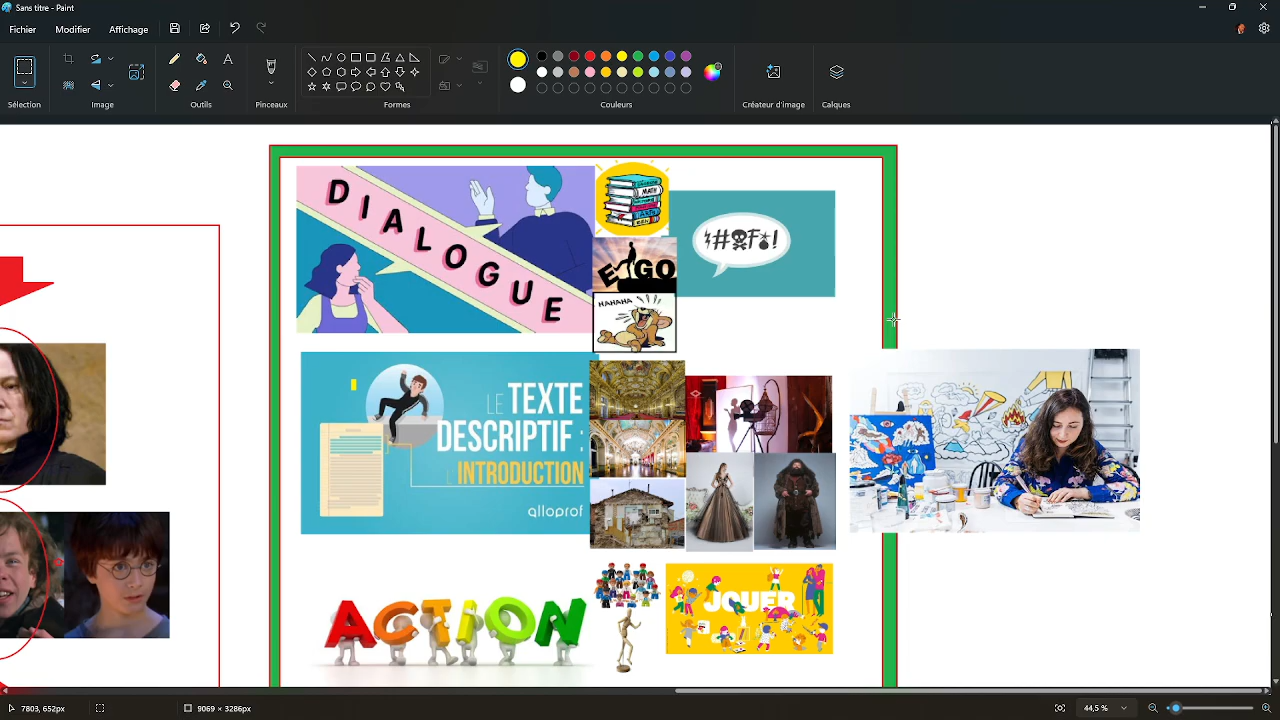 Sans titre - Paint
Fichier
Modifier
Affichage
Sélection
Image
Outils
Pinceaux
Formes
Couleurs
Créateur d'image
Calques
DIALOGUE
MATH
EGO
HAHAHA
#F!
LE TEXTE
DESCRIPTIF :
L'INTRODUCTION
alloprof
ACTION
JOUER
7803, 652px
9069 × 3286px
44,5 %